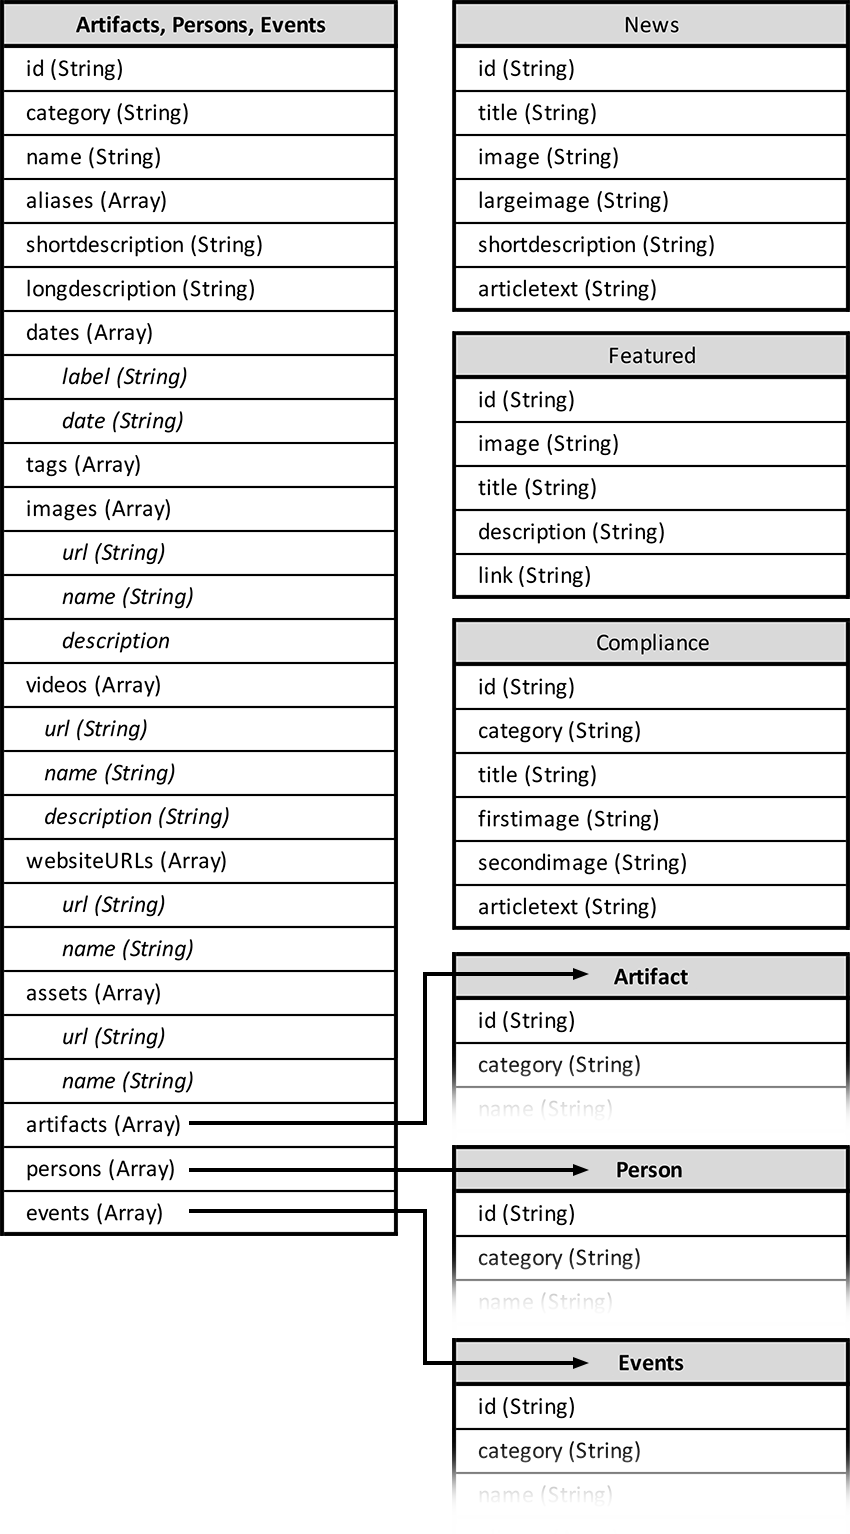 Artifacts, Persons, Events
id (String)
category (String)
name (String)
aliases (Array)
shortdescription (String)
longdescription (String)
dates (Array)
label (String)
date (String)
tags (Array)
images (Array)
url (String)
name (String)
description
videos (Array)
url (String)
name (String)
description (String)
websiteURLs (Array)
url (String)
name (String)
assets (Array)
url (String)
name (String)
artifacts (Array)
persons (Array)
events (Array)
News
id (String)
title (String)
image (String)
largeimage (String)
shortdescription (String)
articletext (String)
Featured
id (String)
image (String)
title (String)
description (String)
link (String)
Compliance
id (String)
category (String)
title (String)
firstimage (String)
secondimage (String)
articletext (String)
Artifact
id (String)
category (String)
name (String)
Person
id (String)
category (String)
name (String)
Events
id (String)
category (String)
name (String)